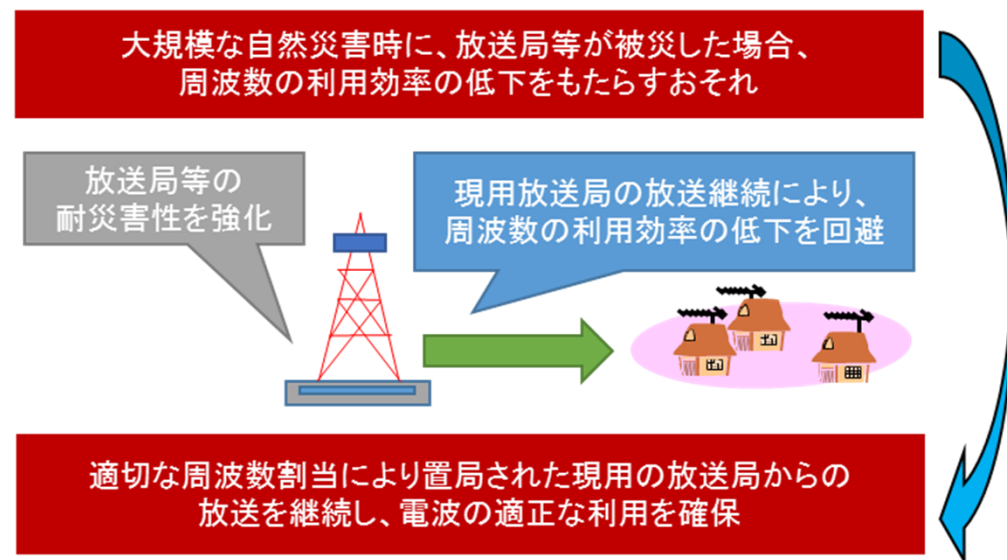 大規模な自然災害時に、放送局等が被災した場合、
周波数の利用効率の低下をもたらすおそれ
放送局等の
耐災害性を強化
現用放送局の放送継続により、
周波数の利用効率の低下を回避
適切な周波数割当により置局された現用の放送局からの
放送を継続し、電波の適正な利用を確保